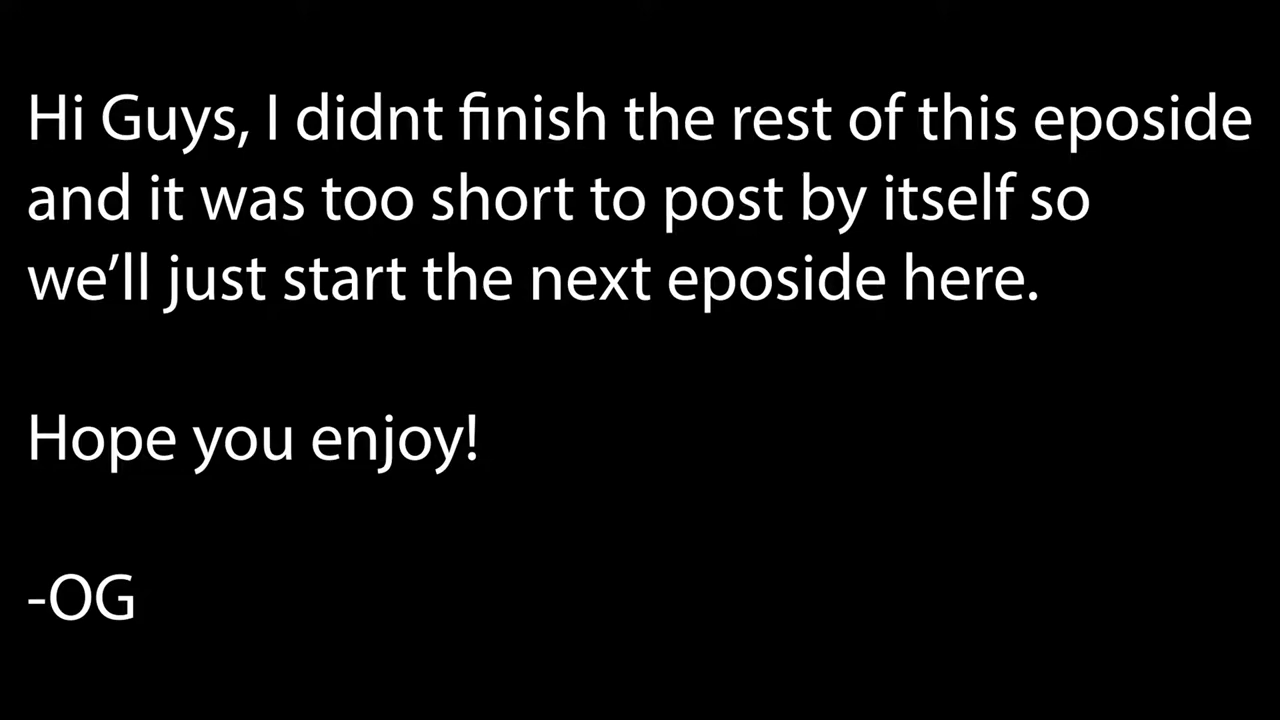 Hi Guys, I didnt finish the rest of this eposide
and it was too short to post by itself so
we’ll just start the next eposide here.
Hope you enjoy!
-OG